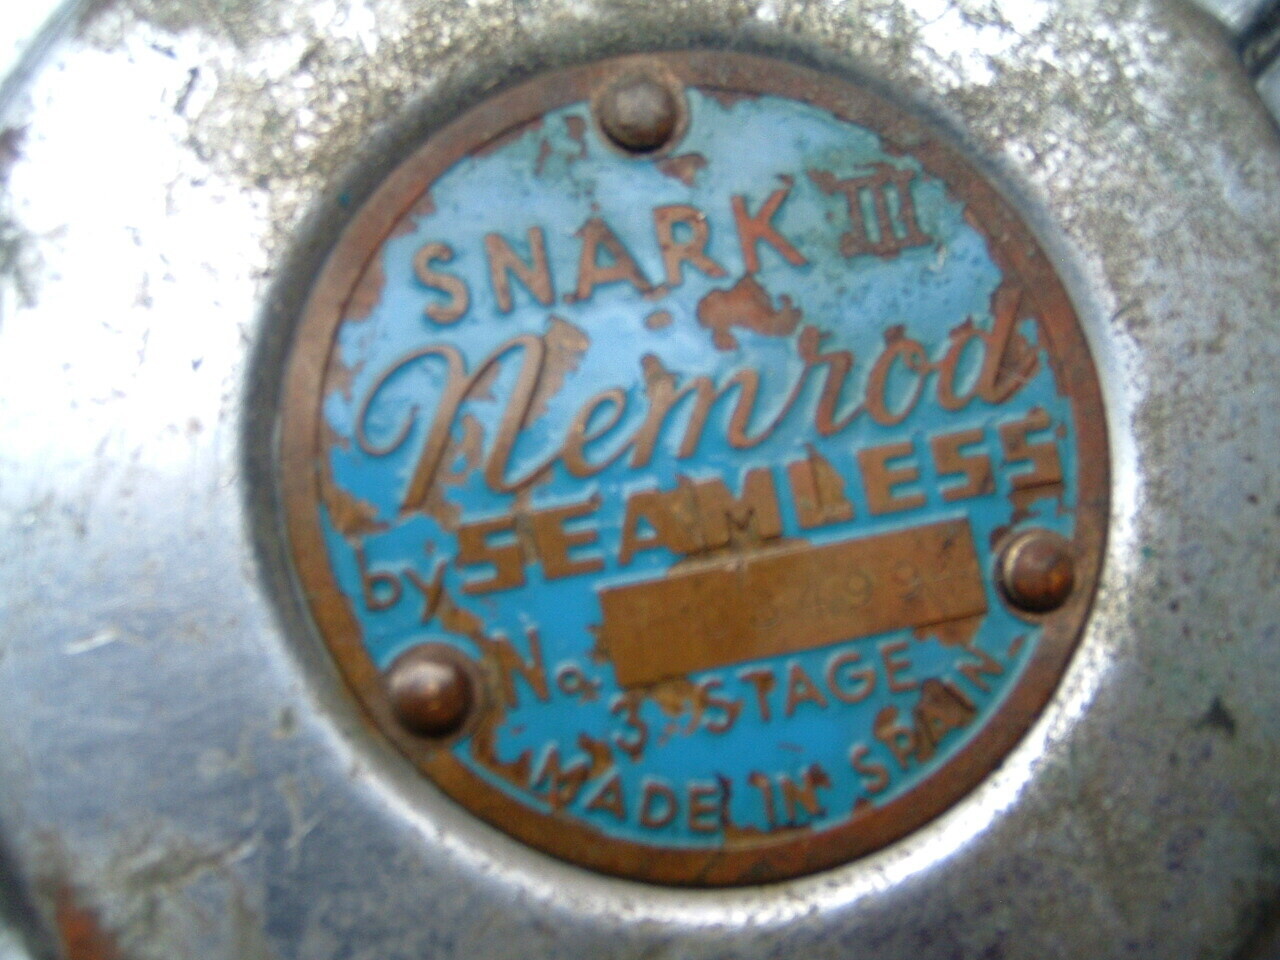 SNARK III
Nemrod
by SEAMLESS
No
3 STAGE
MADE IN SPAIN